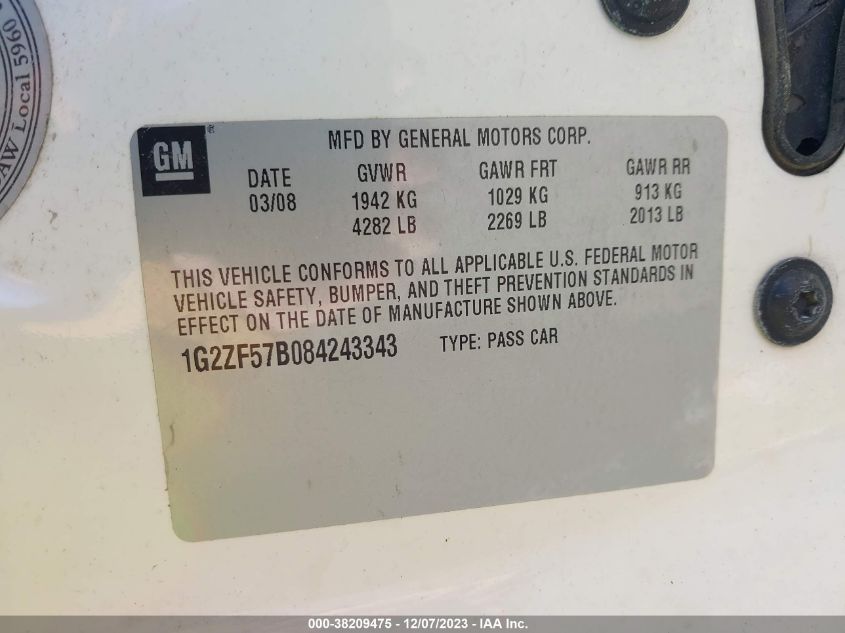 AW Local 5960
GM®
MFD BY GENERAL MOTORS CORP.
DATE GVWR GAWR FRT GAWR RR
03/08 1942 KG 1029 KG 913 KG
4282 LB 2269 LB 2013 LB
THIS VEHICLE CONFORMS TO ALL APPLICABLE U.S. FEDERAL MOTOR
VEHICLE SAFETY, BUMPER, AND THEFT PREVENTION STANDARDS IN
EFFECT ON THE DATE OF MANUFACTURE SHOWN ABOVE.
1G2ZF57B084243343 TYPE: PASS CAR
000-38209475 - 12/07/2023 - IAA Inc.